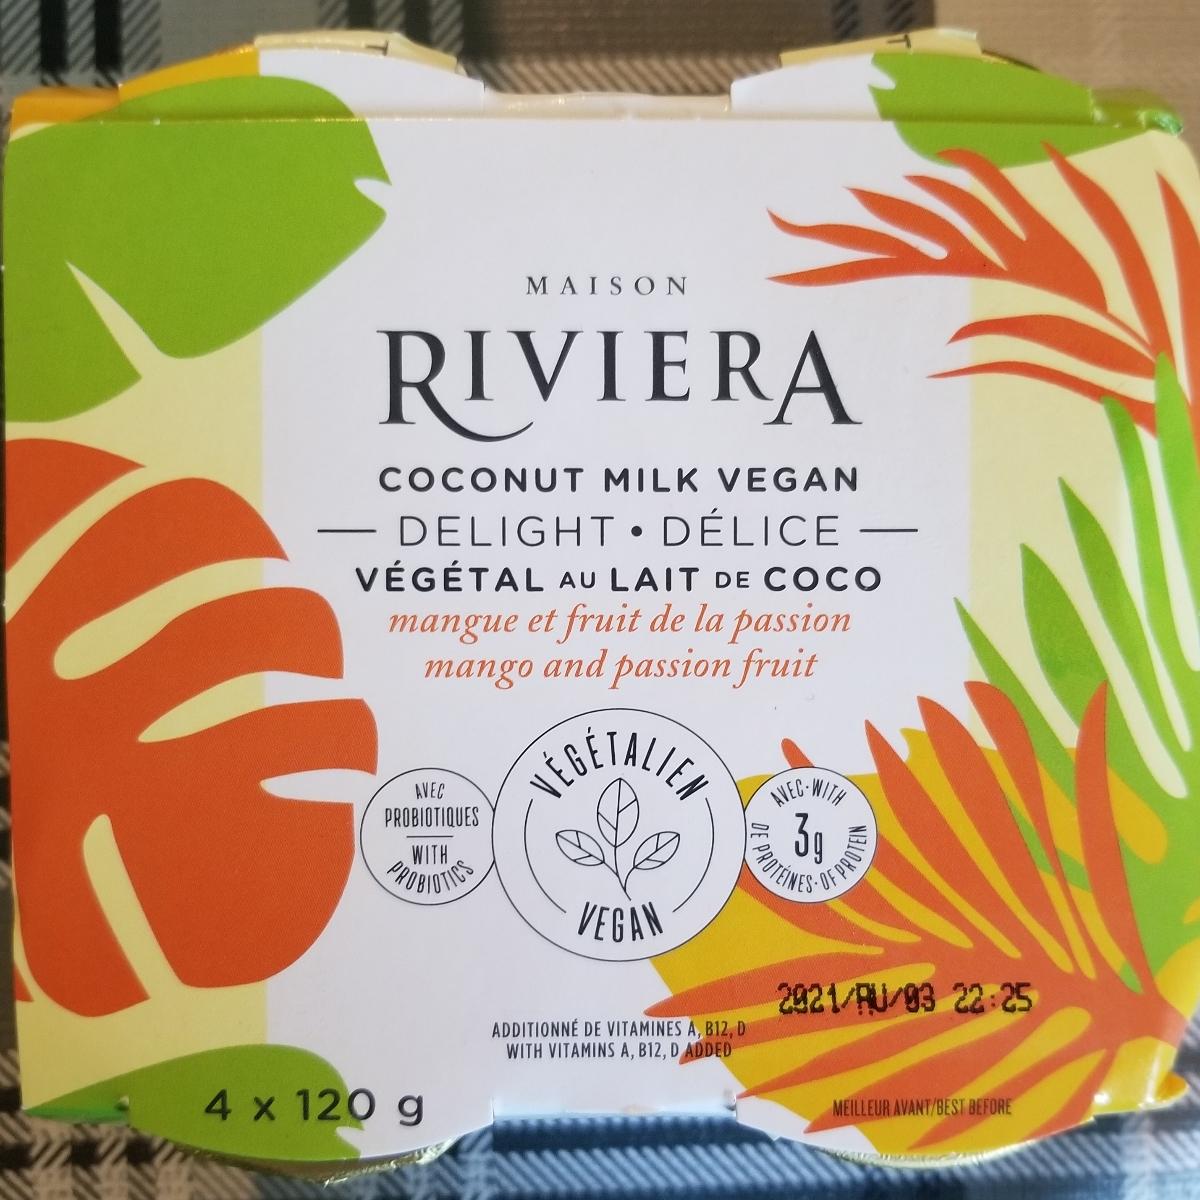 MAISON
RIVIERA
COCONUT MILK VEGAN
DELIGHT • DÉLICE
VÉGÉTAL AU LAIT DE COCO
mangue et fruit de la passion
mango and passion fruit
AVEC
PROBIOTIQUES
WITH
PROBIOTICS
VÉGÉTALIEN
VEGAN
AVEC·WITH
3g
DE PROTÉINES·OF PROTEIN
2021/AU/03 22:25
ADDITIONNÉ DE VITAMINES A, B12, D
WITH VITAMINS A, B12, D ADDED
4 x 120 g
MEILLEUR AVANT/BEST BEFORE